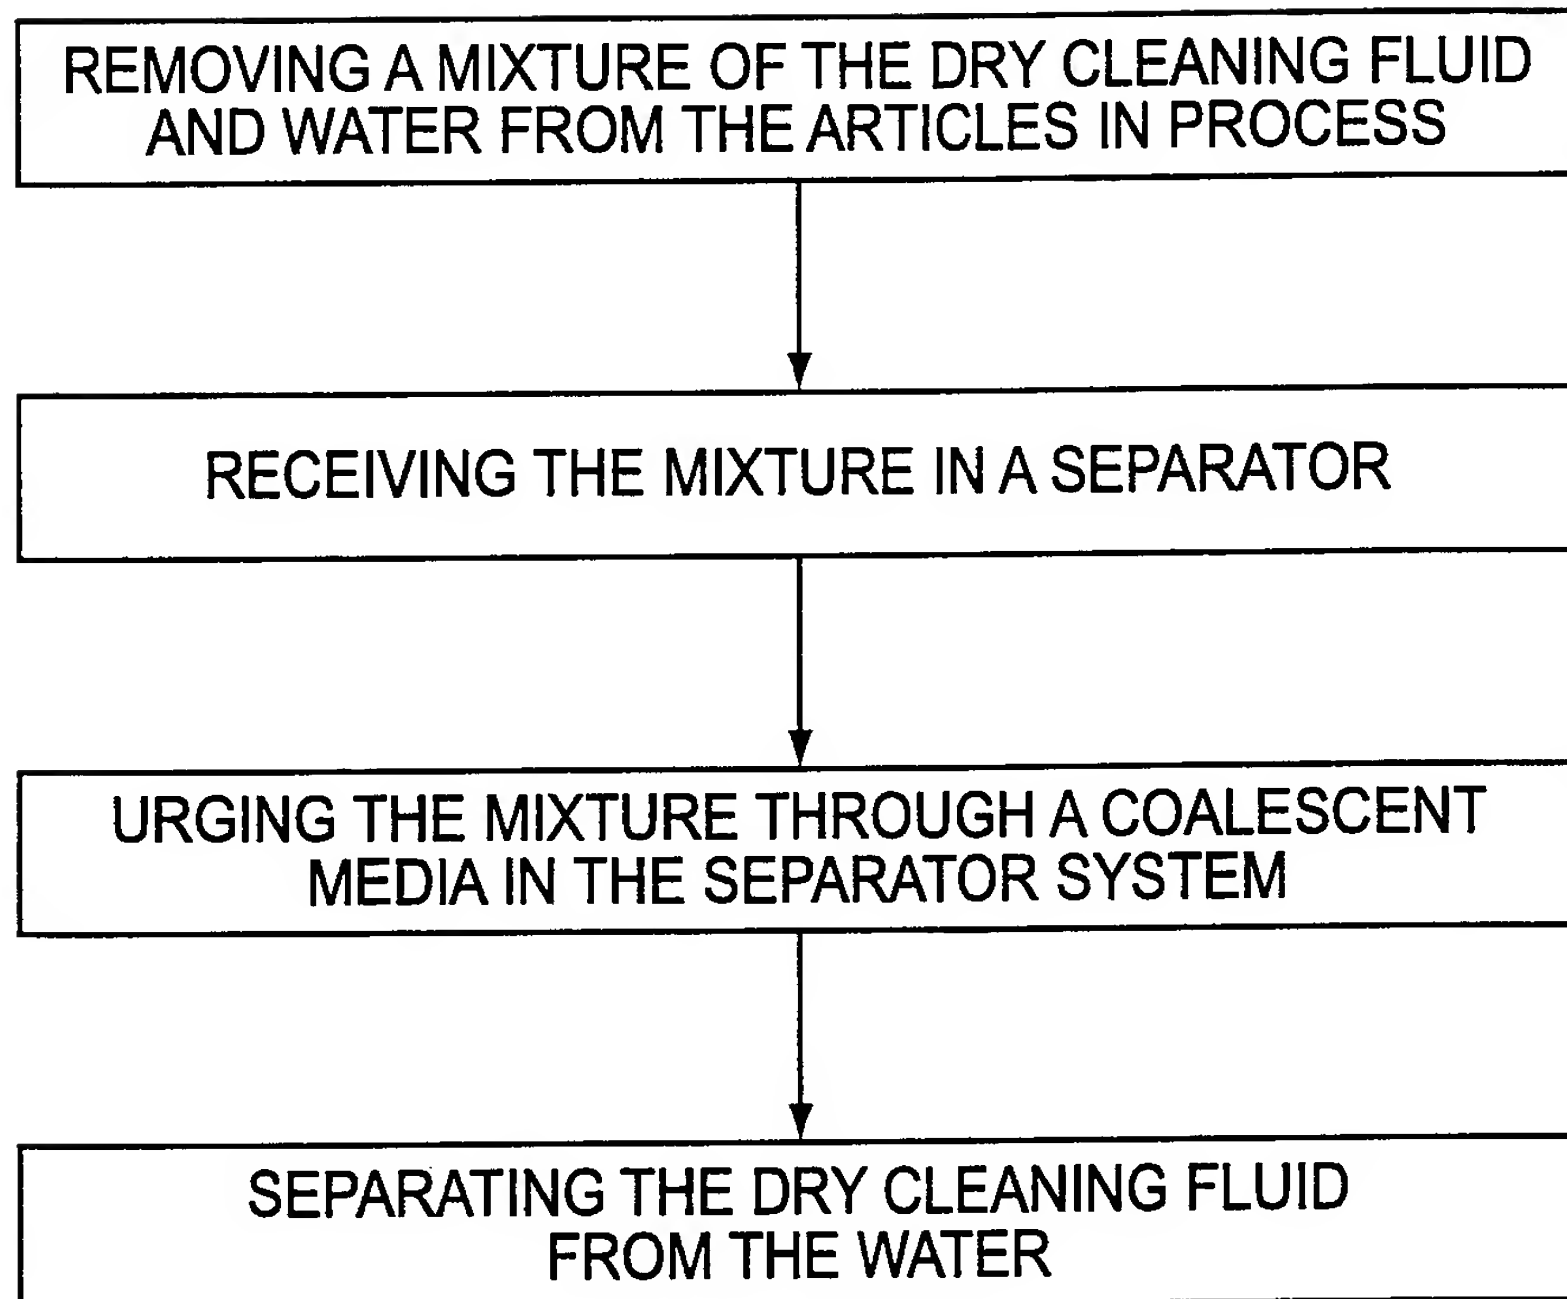 REMOVING A MIXTURE OF THE DRY CLEANING FLUID
AND WATER FROM THE ARTICLES IN PROCESS
RECEIVING THE MIXTURE IN A SEPARATOR
URGING THE MIXTURE THROUGH A COALESCENT
MEDIA IN THE SEPARATOR SYSTEM
SEPARATING THE DRY CLEANING FLUID
FROM THE WATER